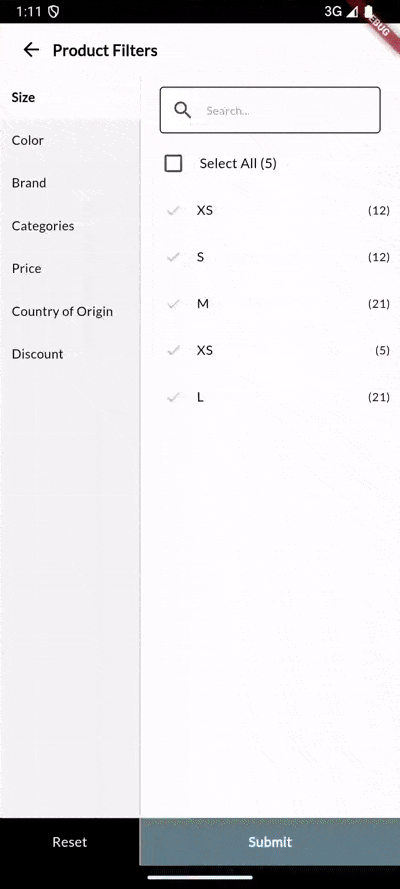 1:11 3G
DEBUG
Product Filters
Size
Color
Brand
Categories
Price
Country of Origin
Discount
Search...
Select All (5)
XS (12)
S (12)
M (21)
XS (5)
L (21)
Reset
Submit